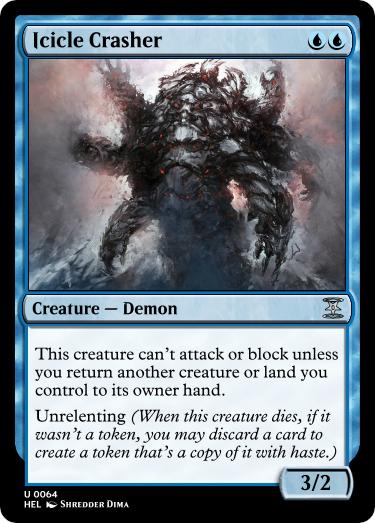 Icicle Crasher
Creature — Demon
This creature can't attack or block unless
you return another creature or land you
control to its owner hand.
Unrelenting (When this creature dies, if it
wasn't a token, you may discard a card to
create a token that's a copy of it with haste.)
3/2
U 0064
HEL Shredder Dima